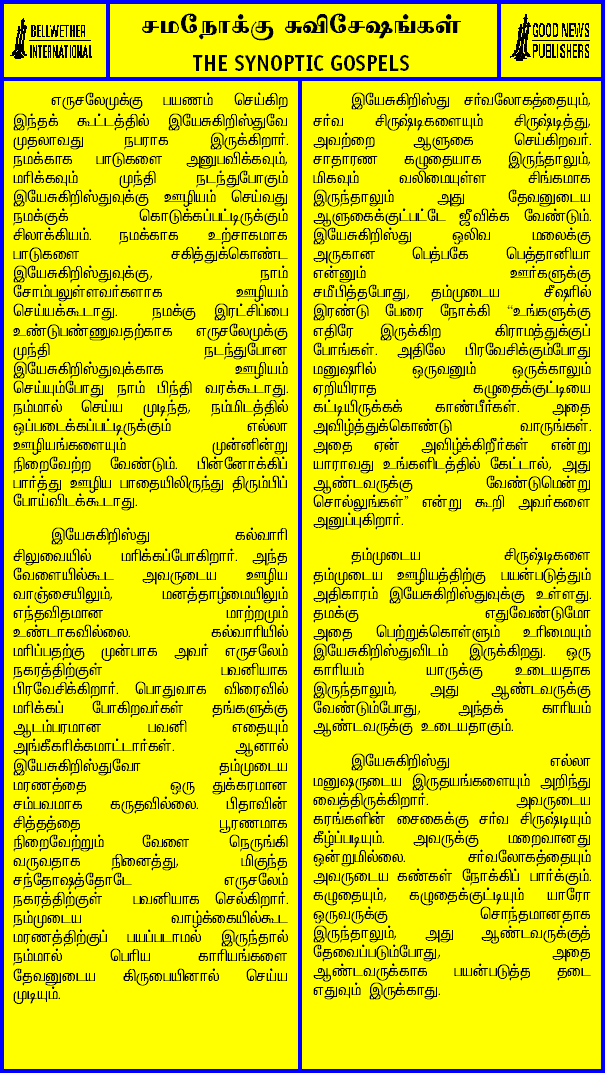 BELLWETHER
INTERNATIONAL
சமநோக்கு சுவிசேஷங்கள்
THE SYNOPTIC GOSPELS
GOOD NEWS
PUBLISHERS
எருசலேமுக்கு பயணம் செய்கிற
இந்தக் கூட்டத்தில் இயேசுகிறிஸ்துவே
முதலாவது நபராக இருக்கிறார்.
நமக்காக பாடுகளை அனுபவிக்கவும்,
மரிக்கவும் முந்தி நடந்துபோகும்
இயேசுகிறிஸ்துவுக்கு ஊழியம் செய்வது
நமக்குக் கொடுக்கப்பட்டிருக்கும்
சிலாக்கியம். நமக்காக உற்சாகமாக
பாடுகளை சகித்துக்கொண்ட
இயேசுகிறிஸ்துவுக்கு, நாம்
சோம்பலுள்ளவர்களாக ஊழியம்
செய்யக்கூடாது. நமக்கு இரட்சிப்பை
உண்டுபண்ணுவதற்காக எருசலேமுக்கு
முந்தி நடந்துபோன
இயேசுகிறிஸ்துவுக்காக ஊழியம்
செய்யும்போது நாம் பிந்தி வரக்கூடாது.
நம்மால் செய்ய முடிந்த, நம்மிடத்தில்
ஒப்படைக்கப்பட்டிருக்கும் எல்லா
ஊழியங்களையும் முன்னின்று
நிறைவேற்ற வேண்டும். பின்னோக்கிப்
பார்த்து ஊழிய பாதையிலிருந்து திரும்பிப்
போய்விடக்கூடாது.
இயேசுகிறிஸ்து கல்வாரி
சிலுவையில் மரிக்கப்போகிறார். அந்த
வேளையில்கூட அவருடைய ஊழிய
வாஞ்சையிலும், மனத்தாழ்மையிலும்
எந்தவிதமான மாற்றமும்
உண்டாகவில்லை. கல்வாரியில்
மரிப்பதற்கு முன்பாக அவர் எருசலேம்
நகரத்திற்குள் பவனியாக
பிரவேசிக்கிறார். பொதுவாக விரைவில்
மரிக்கப் போகிறவர்கள் தங்களுக்கு
ஆடம்பரமான பவனி எதையும்
அங்கீகரிக்கமாட்டார்கள். ஆனால்
இயேசுகிறிஸ்துவோ தம்முடைய
மரணத்தை ஒரு துக்கரமான
சம்பவமாக கருதவில்லை. பிதாவின்
சித்தத்தை பூரணமாக
நிறைவேற்றும் வேளை நெருங்கி
வருவதாக நினைத்து, மிகுந்த
சந்தோஷத்தோடே எருசலேம்
நகரத்திற்குள் பவனியாக செல்கிறார்.
நம்முடைய வாழ்க்கையில்கூட
மரணத்திற்குப் பயப்படாமல் இருந்தால்
நம்மால் பெரிய காரியங்களை
தேவனுடைய கிருபையினால் செய்ய
முடியும்.
இயேசுகிறிஸ்து சர்வலோகத்தையும்,
சர்வ சிருஷ்டிகளையும் சிருஷ்டித்து,
அவற்றை ஆளுகை செய்கிறவர்.
சாதாரண கழுதையாக இருந்தாலும்,
மிகவும் வலிமையுள்ள சிங்கமாக
இருந்தாலும் அது தேவனுடைய
ஆளுகைக்குட்பட்டே ஜீவிக்க வேண்டும்.
இயேசுகிறிஸ்து ஒலிவ மலைக்கு
அருகான பெத்பகே பெத்தானியா
என்னும் ஊர்களுக்கு
சமீபித்தபோது, தம்முடைய சீஷரில்
இரண்டு பேரை நோக்கி “உங்களுக்கு
எதிரே இருக்கிற கிராமத்துக்குப்
போங்கள். அதிலே பிரவேசிக்கும்போது
மனுஷரில் ஒருவனும் ஒருக்காலும்
ஏறியிராத கழுதைக்குட்டியை
கட்டியிருக்கக் காண்பீர்கள். அதை
அவிழ்த்துக்கொண்டு வாருங்கள்.
அதை ஏன் அவிழ்க்கிறீர்கள் என்று
யாராவது உங்களிடத்தில் கேட்டால், அது
ஆண்டவருக்கு வேண்டுமென்று
சொல்லுங்கள்” என்று கூறி அவர்களை
அனுப்புகிறார்.
தம்முடைய சிருஷ்டிகளை
தம்முடைய ஊழியத்திற்கு பயன்படுத்தும்
அதிகாரம் இயேசுகிறிஸ்துவுக்கு உள்ளது.
தமக்கு எதுவேண்டுமோ
அதை பெற்றுக்கொள்ளும் உரிமையும்
இயேசுகிறிஸ்துவிடம் இருக்கிறது. ஒரு
காரியம் யாருக்கு உடையதாக
இருந்தாலும், அது ஆண்டவருக்கு
வேண்டும்போது, அந்தக் காரியம்
ஆண்டவருக்கு உடையதாகும்.
இயேசுகிறிஸ்து எல்லா
மனுஷருடைய இருதயங்களையும் அறிந்து
வைத்திருக்கிறார். அவருடைய
கரங்களின் சைகைக்கு சர்வ சிருஷ்டியும்
கீழ்ப்படியும். அவருக்கு மறைவானது
ஒன்றுமில்லை. சர்வலோகத்தையும்
அவருடைய கண்கள் நோக்கிப் பார்க்கும்.
கழுதையும், கழுதைக்குட்டியும் யாரோ
ஒருவருக்கு சொந்தமானதாக
இருந்தாலும், அது ஆண்டவருக்குத்
தேவைப்படும்போது, அதை
ஆண்டவருக்காக பயன்படுத்த தடை
எதுவும் இருக்காது.